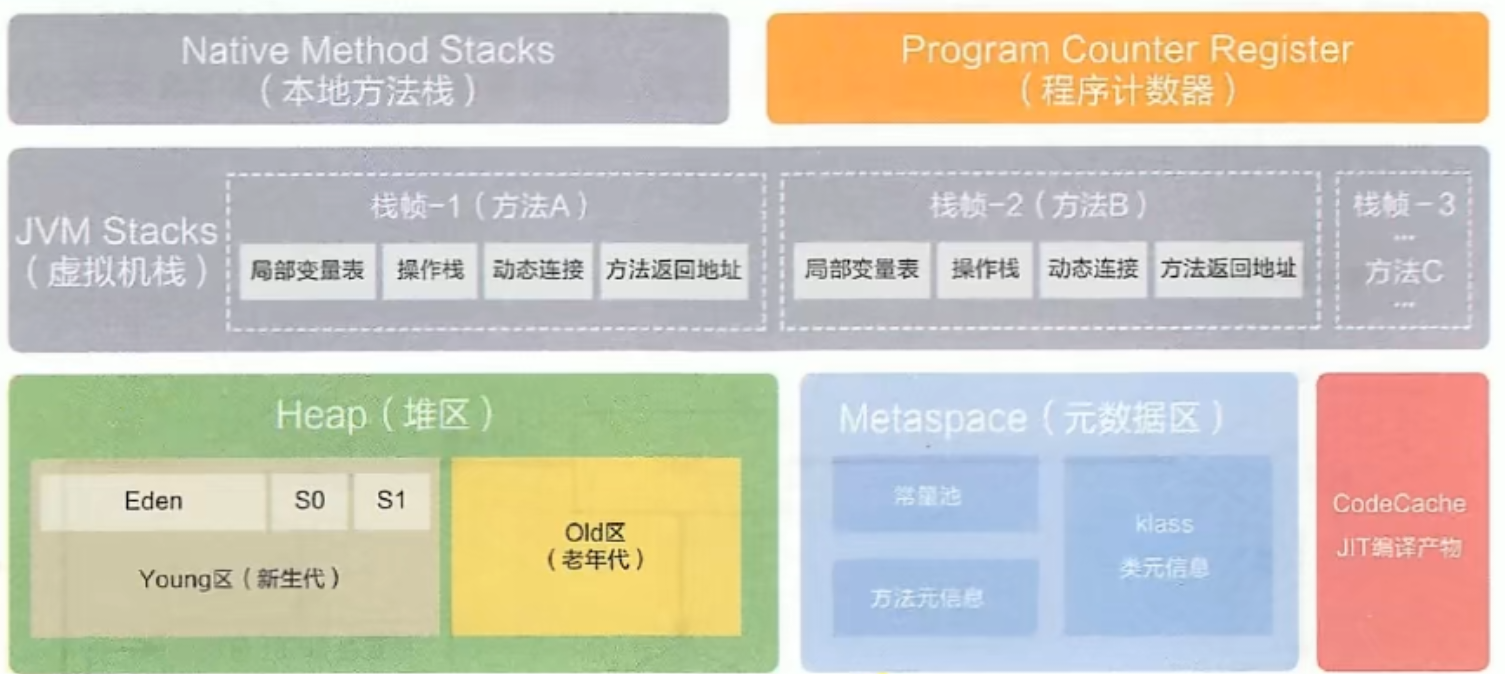 Native Method Stacks
（本地方法栈）
Program Counter Register
（程序计数器）
JVM Stacks
（虚拟机栈）
栈帧-1（方法A）
局部变量表
操作栈
动态连接
方法返回地址
栈帧-2（方法B）
局部变量表
操作栈
动态连接
方法返回地址
栈帧-3
...
方法C
...
Heap（堆区）
Eden
S0
S1
Young区（新生代）
Old区
（老年代）
Metaspace（元数据区）
常量池
方法元信息
klass
类元信息
CodeCache
JIT编译产物